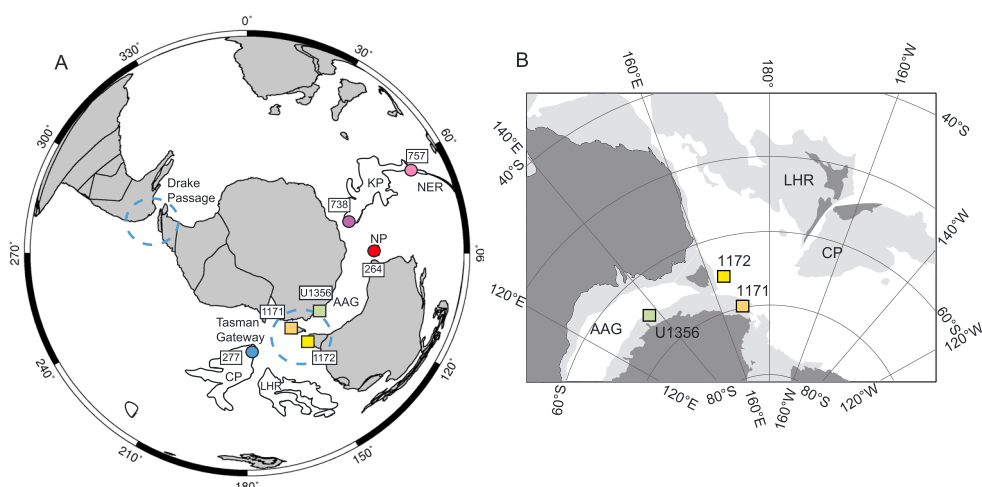 A
0°
30°
60°
90°
120°
150°
180°
210°
240°
270°
300°
330°
Drake
Passage
757
KP
NER
738
NP
264
U1356
AAG
1171
Tasman
Gateway
277
1172
CP
LHR
B
160°E
180°
160°W
40°S
140°E
40°S
LHR
140°W
CP
1172
1171
120°E
AAG
U1356
60°S
120°W
60°S
120°E
80°S
160°E
160°W
80°S
120°W